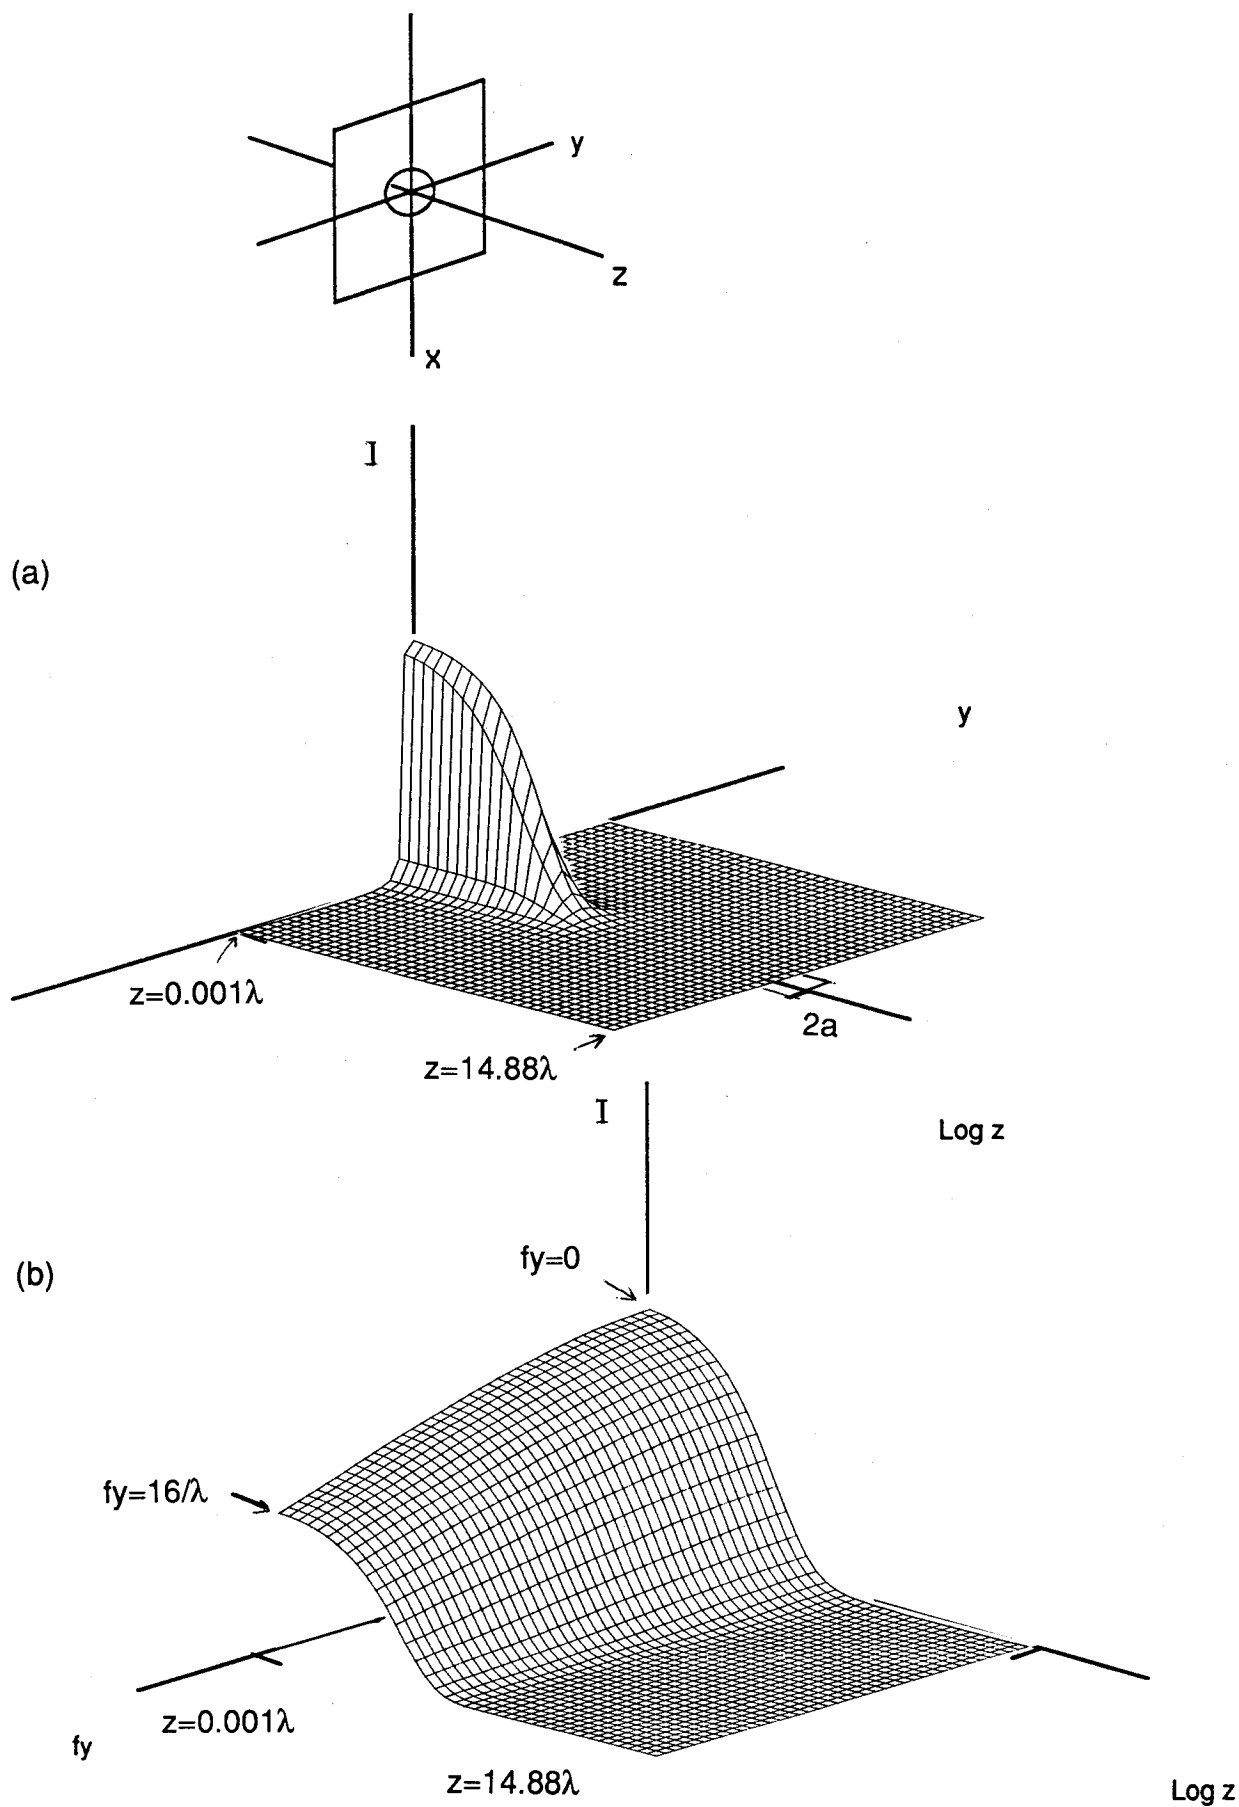 y
z
x
I
(a)
y
z=0.001λ
2a
z=14.88λ
I
Log z
fy=0
(b)
fy=16/λ
z=0.001λ
fy
z=14.88λ
Log z